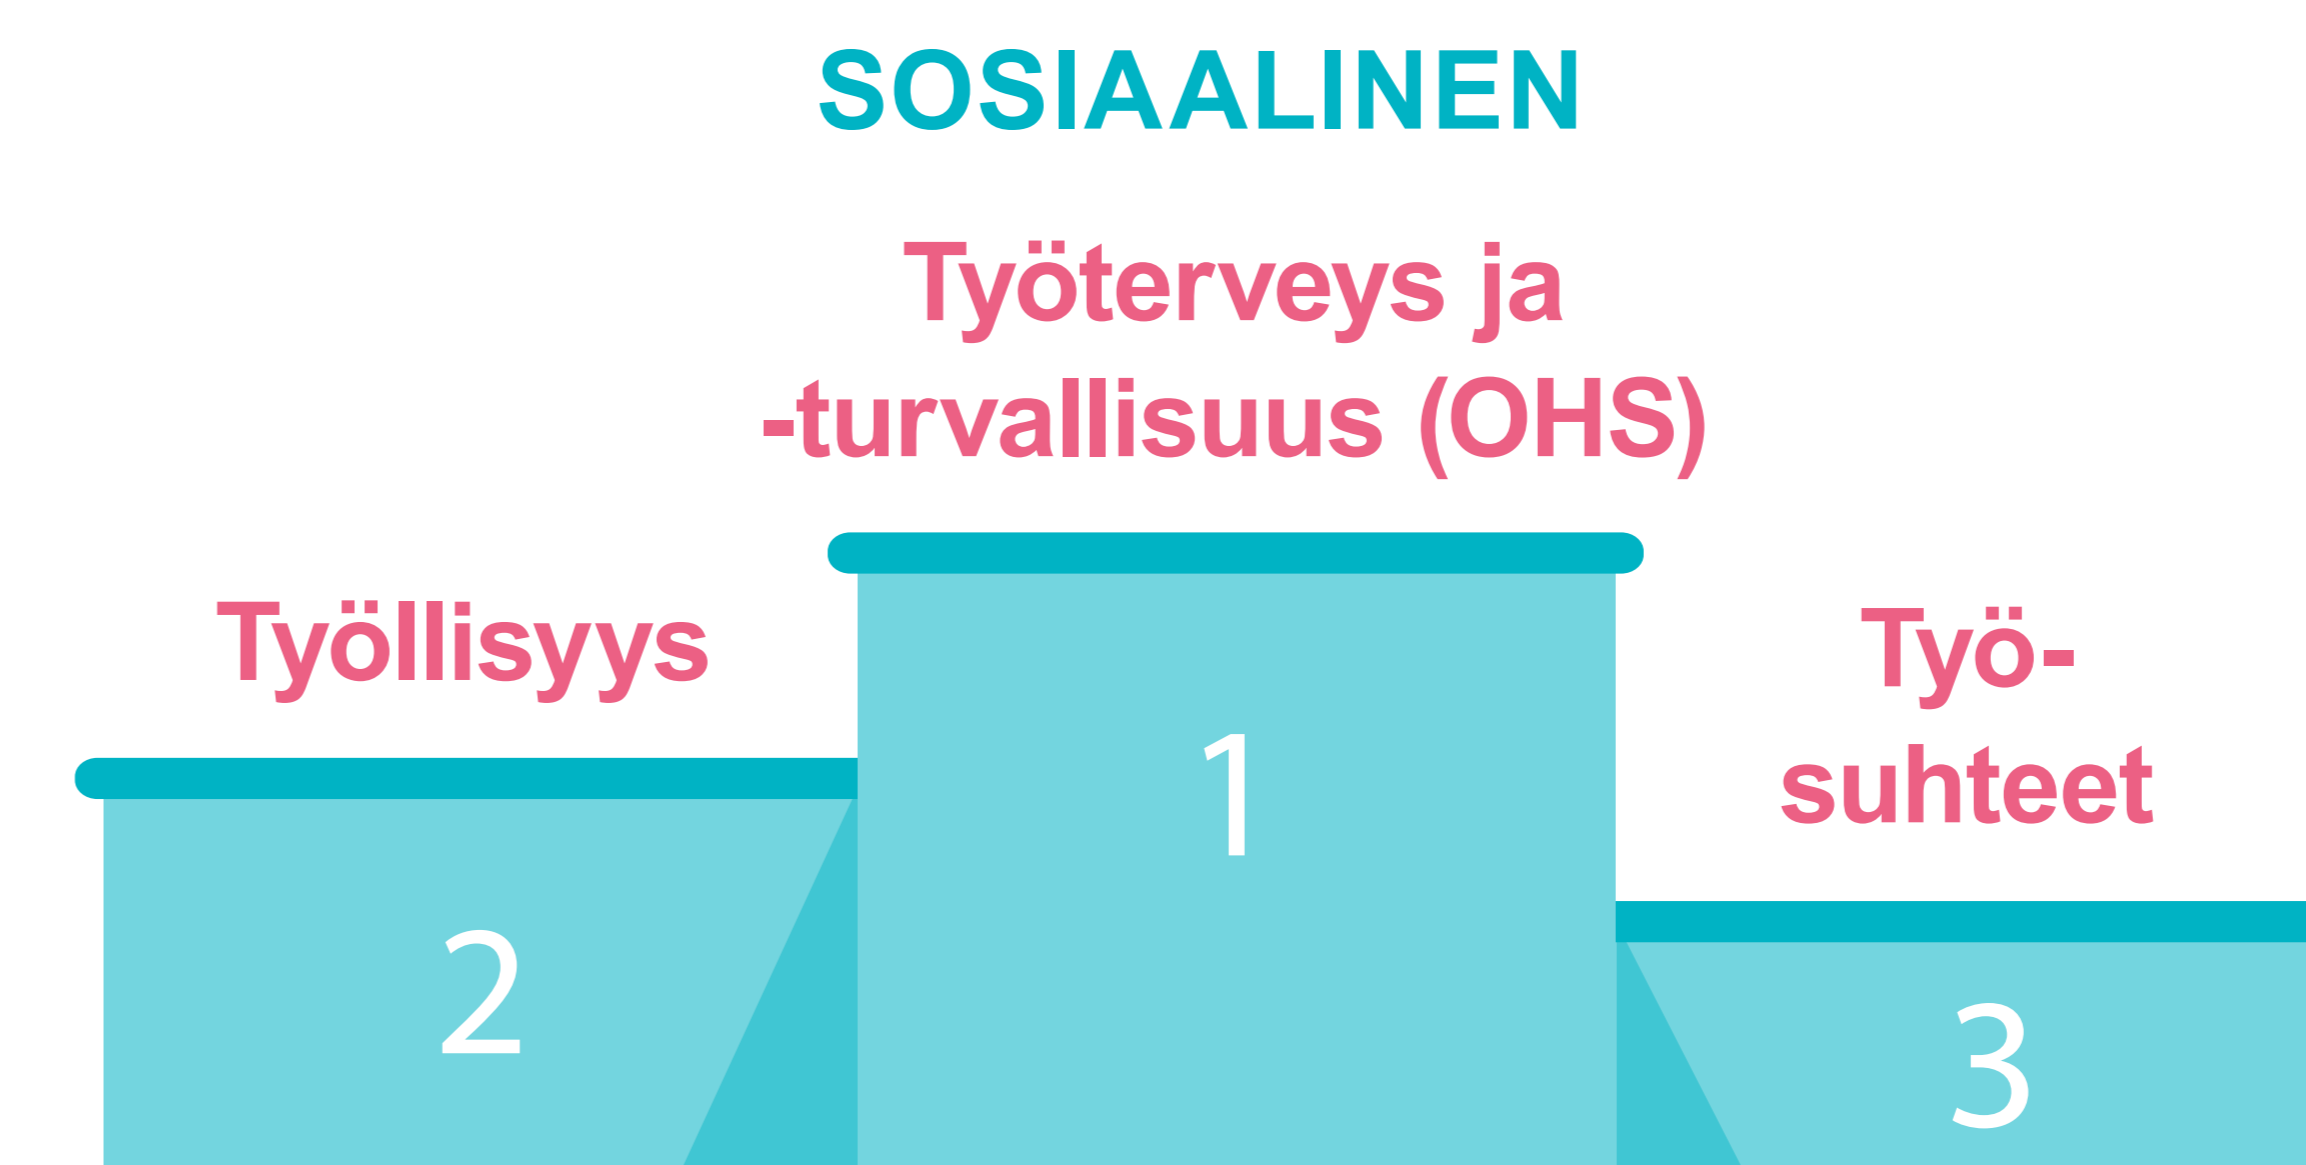 SOSIAALINEN
Työterveys ja
-turvallisuus (OHS)
Työllisyys
Työ-
suhteet
1
2
3